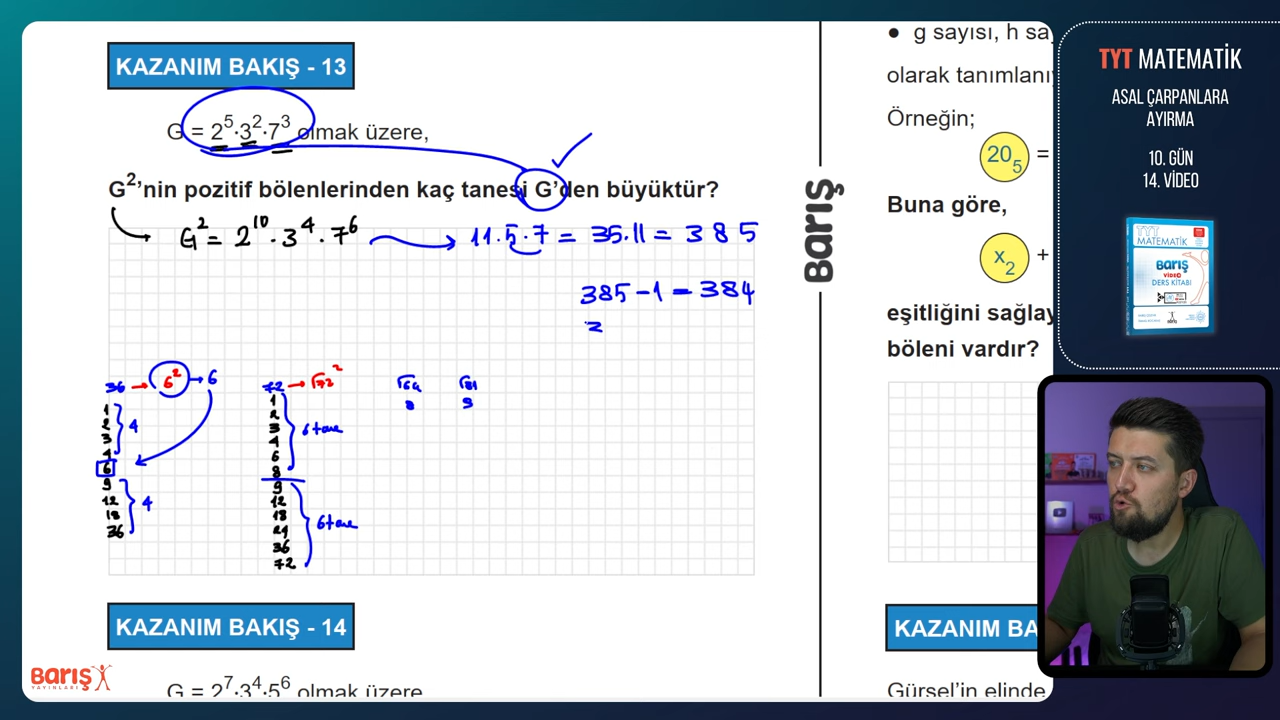 KAZANIM BAKIŞ - 13
G = 2⁵·3²·7³ olmak üzere,
G²'nin pozitif bölenlerinden kaç tanesi G'den büyüktür?
G² = 2¹⁰ · 3⁴ · 7⁶ → 11·5·7 = 35·11 = 385
385 - 1 = 384
2
36 → 6² → 6
1
2
3
4
6
9
12
18
36
4
4
72 → √72²
1
2
3
4
6
8
9
12
18
24
36
72
6 tane
6 tane
√64
8
√81
9
KAZANIM BAKIŞ - 14
G = 2⁷·3⁴·5⁶ olmak üzere
Barış
YAYINLARI
Barış
● g sayısı, h sa
olarak tanımlanı
Örneğin;
20₅ =
Buna göre,
x₂ +
eşitliğini sağlay
böleni vardır?
KAZANIM BA
Gürsel'in elinde
TYT MATEMATİK
ASAL ÇARPANLARA
AYIRMA
10. GÜN
14. VİDEO
TYT
MATEMATİK
Barış
VİDEO
DERS KİTABI